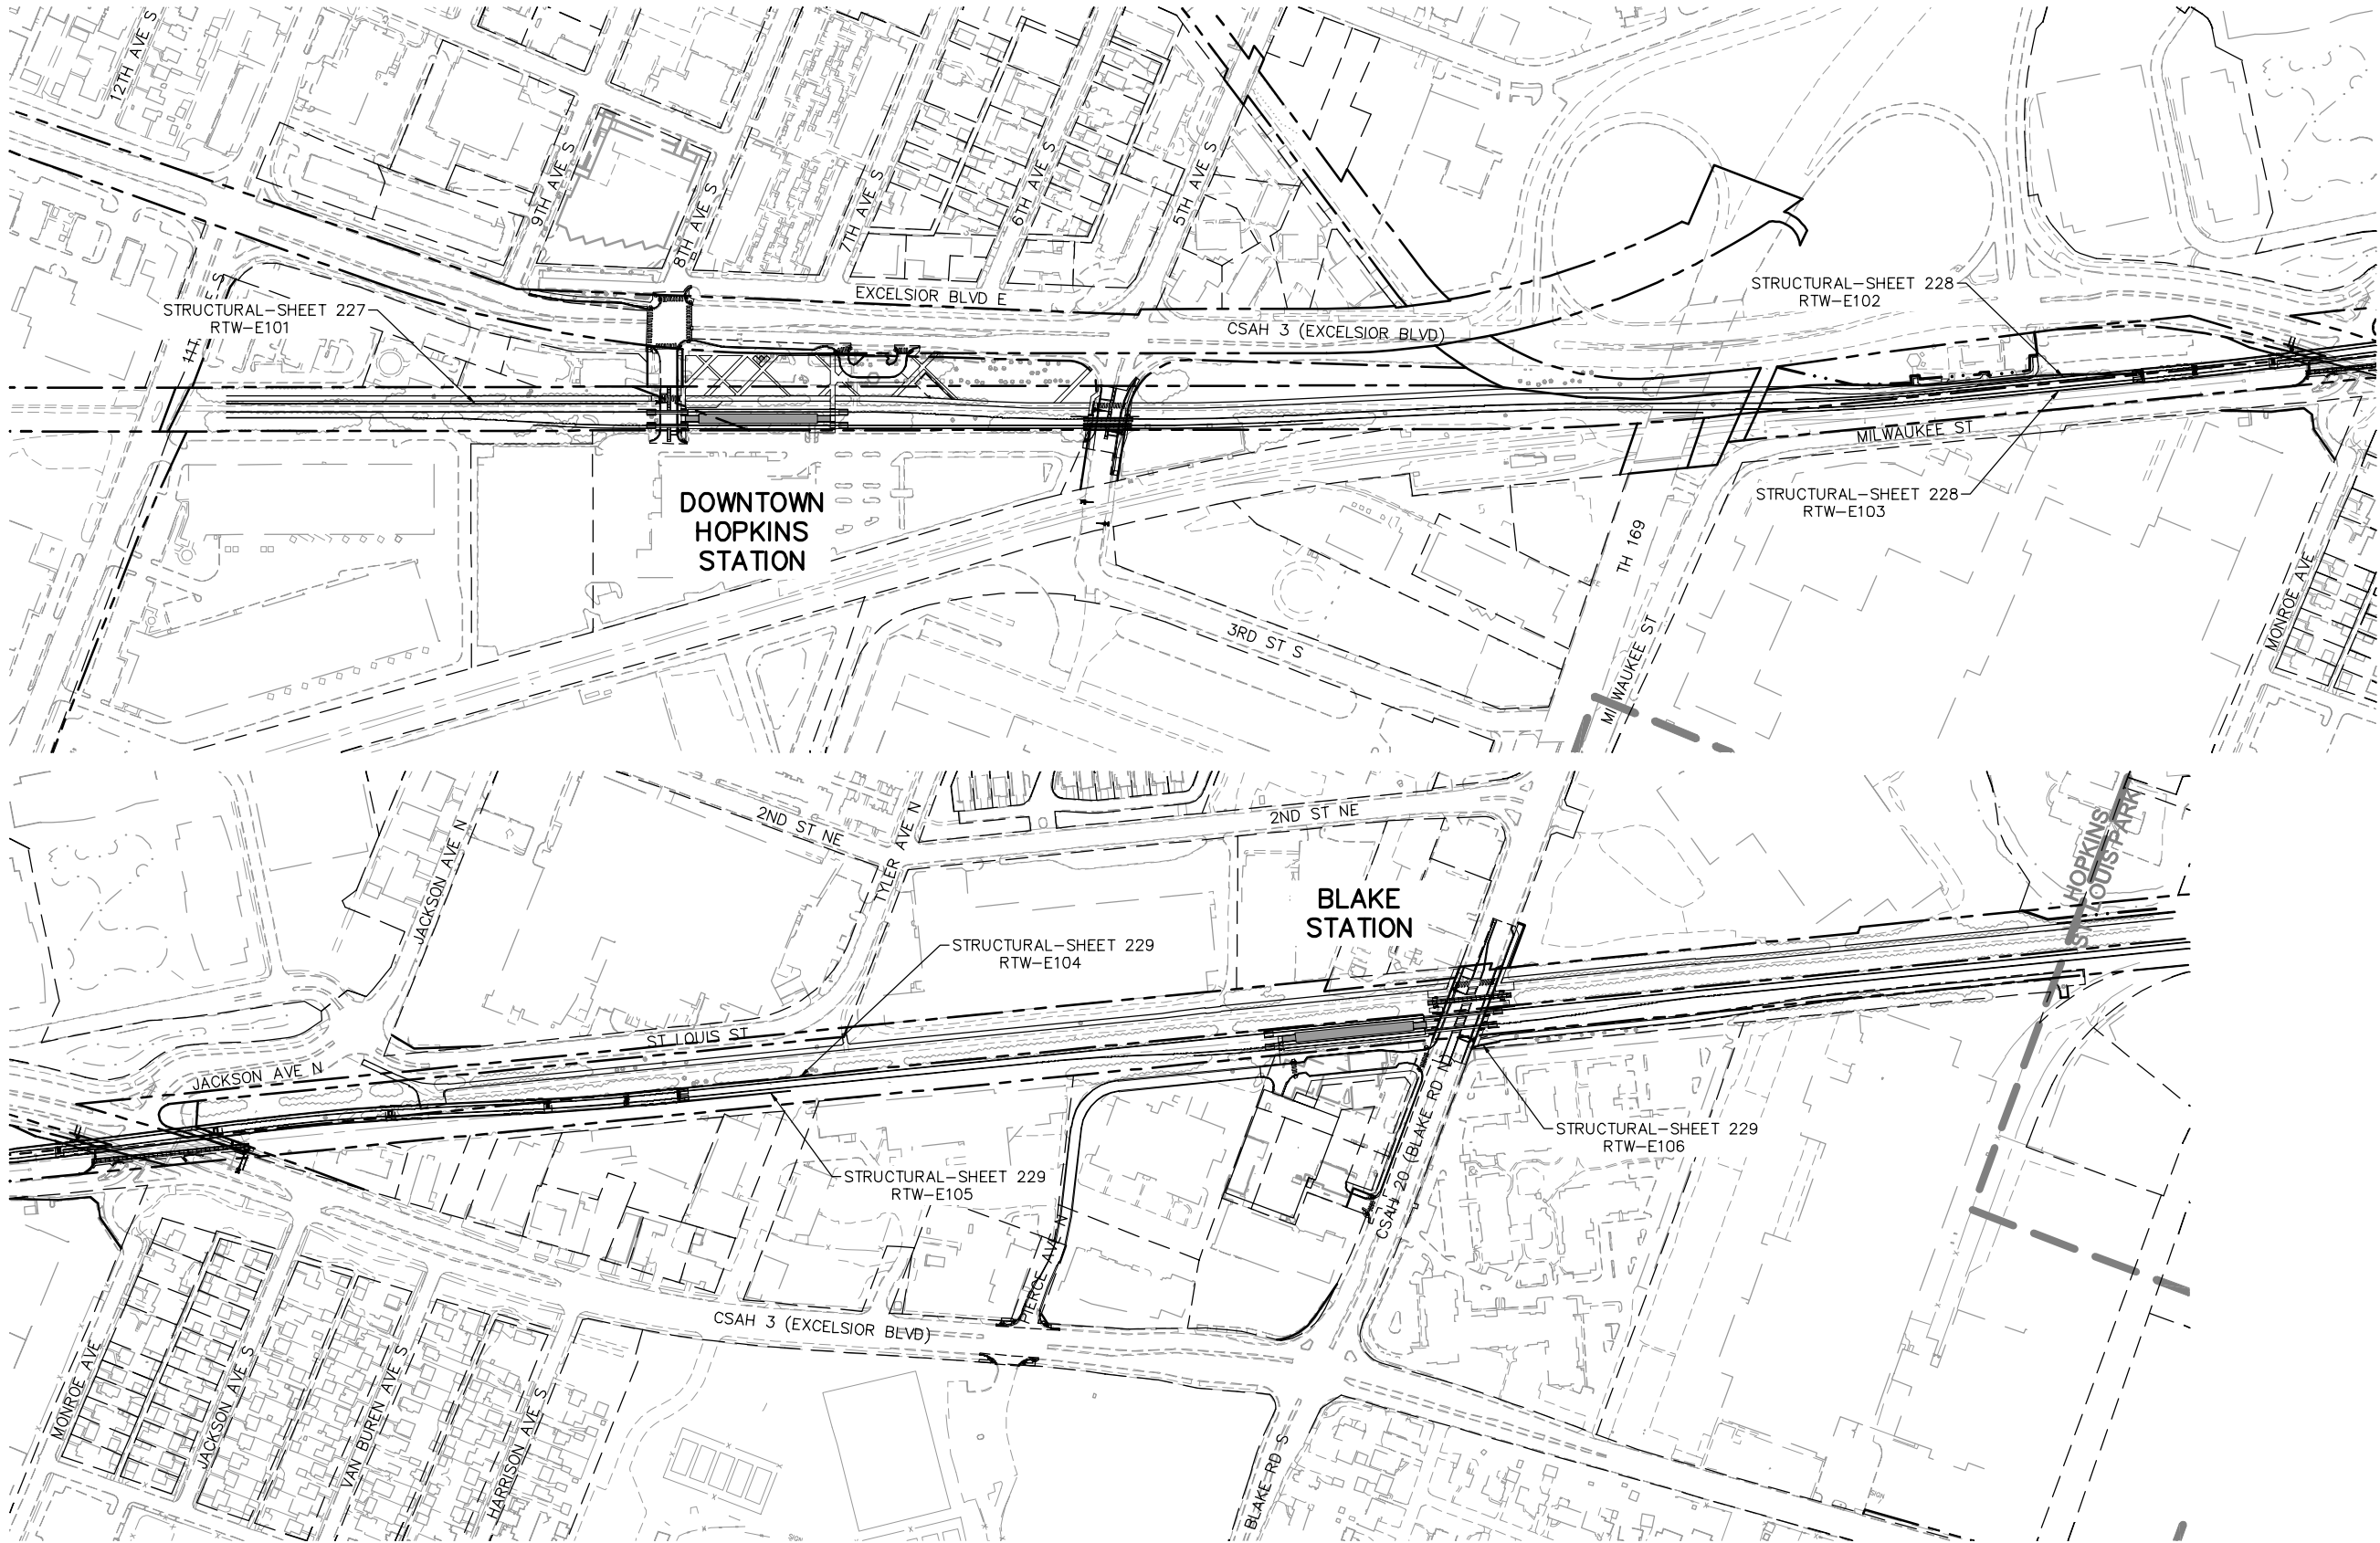 12TH AVE S
9TH AVE S
8TH AVE S
7TH AVE S
6TH AVE S
5TH AVE S
EXCELSIOR BLVD E
CSAH 3 (EXCELSIOR BLVD)
STRUCTURAL-SHEET 227
RTW-E101
STRUCTURAL-SHEET 228
RTW-E102
MILWAUKEE ST
STRUCTURAL-SHEET 228
RTW-E103
DOWNTOWN
HOPKINS
STATION
TH 169
3RD ST S
MILWAUKEE ST
MONROE AVE
JACKSON AVE N
2ND ST NE
TYLER AVE N
2ND ST NE
HOPKINS
ST LOUIS PARK
BLAKE
STATION
STRUCTURAL-SHEET 229
RTW-E104
ST LOUIS ST
JACKSON AVE N
STRUCTURAL-SHEET 229
RTW-E105
STRUCTURAL-SHEET 229
RTW-E106
CSAH 20 (BLAKE RD N)
PIERCE AVE N
CSAH 3 (EXCELSIOR BLVD)
MONROE AVE
JACKSON AVE S
VAN BUREN AVE S
HARRISON AVE S
BLAKE RD S
SIGN
SIGN